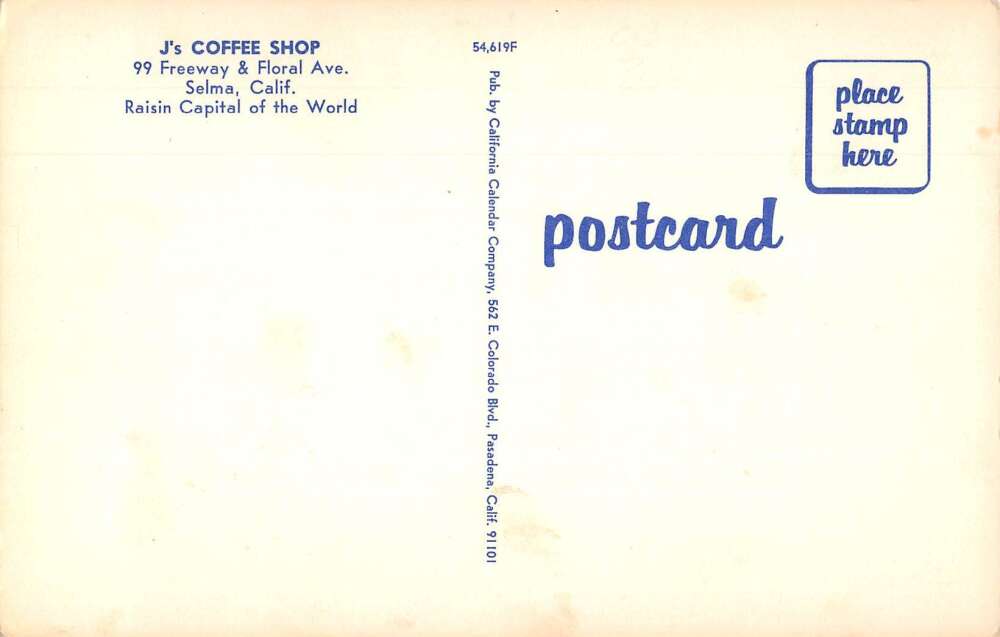 J's COFFEE SHOP
99 Freeway & Floral Ave.
Selma, Calif.
Raisin Capital of the World
54,619F
Pub. by California Calendar Company, 562 E. Colorado Blvd., Pasadena, Calif. 91101
place
stamp
here
postcard